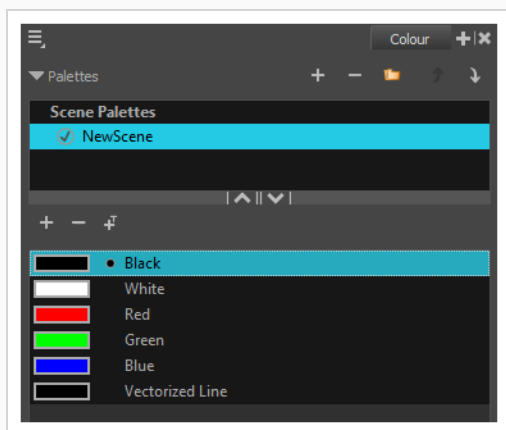 Colour
Palettes
Scene Palettes
NewScene
T
Black
White
Red
Green
Blue
Vectorized Line